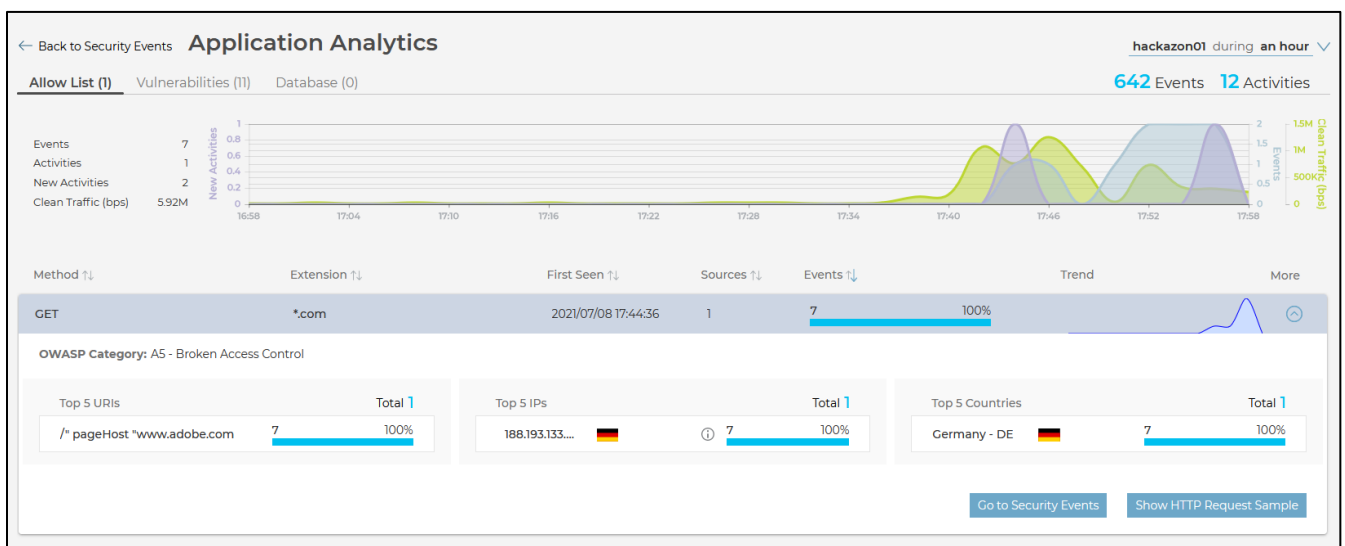 ← Back to Security Events Application Analytics hackazon01 during an hour
Allow List (1) Vulnerabilities (11) Database (0) 642 Events 12 Activities
Events 7
Activities 1
New Activities 2
Clean Traffic (bps) 5.92M
New Activities
1
0.8
0.6
0.4
0.2
0
16:58 17:04 17:10 17:16 17:22 17:28 17:34 17:40 17:46 17:52 17:58
2
1.5
1
0.5
0
Events
1.5M
1M
500K
0
Clean Traffic (bps)
Method ↑↓ Extension ↑↓ First Seen ↑↓ Sources ↑↓ Events ↑↓ Trend More
GET *.com 2021/07/08 17:44:36 1 7 100%
OWASP Category: A5 - Broken Access Control
Top 5 URIs Total 1
/" pageHost "www.adobe.com 7 100%
Top 5 IPs Total 1
188.193.133.... 7 100%
Top 5 Countries Total 1
Germany - DE 7 100%
Go to Security Events Show HTTP Request Sample